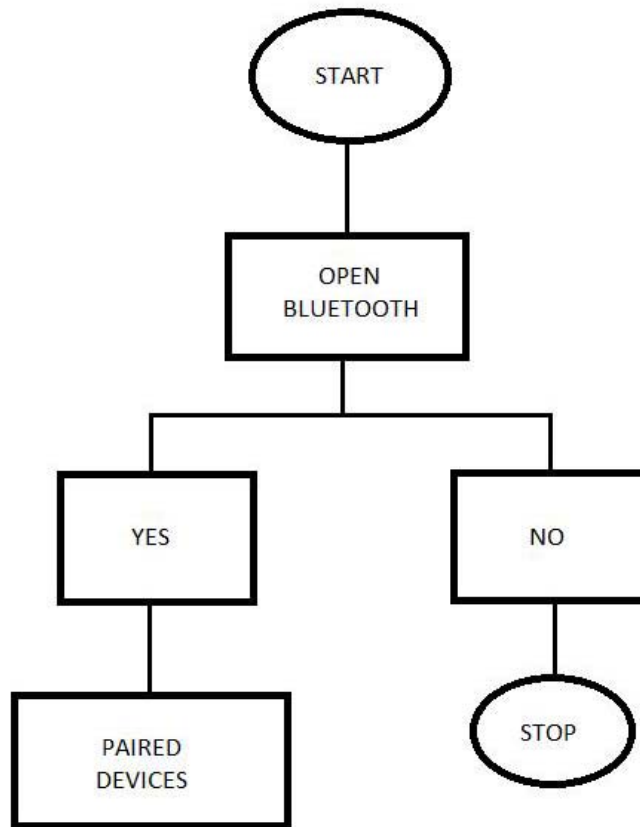 START
OPEN
BLUETOOTH
YES
NO
PAIRED
DEVICES
STOP